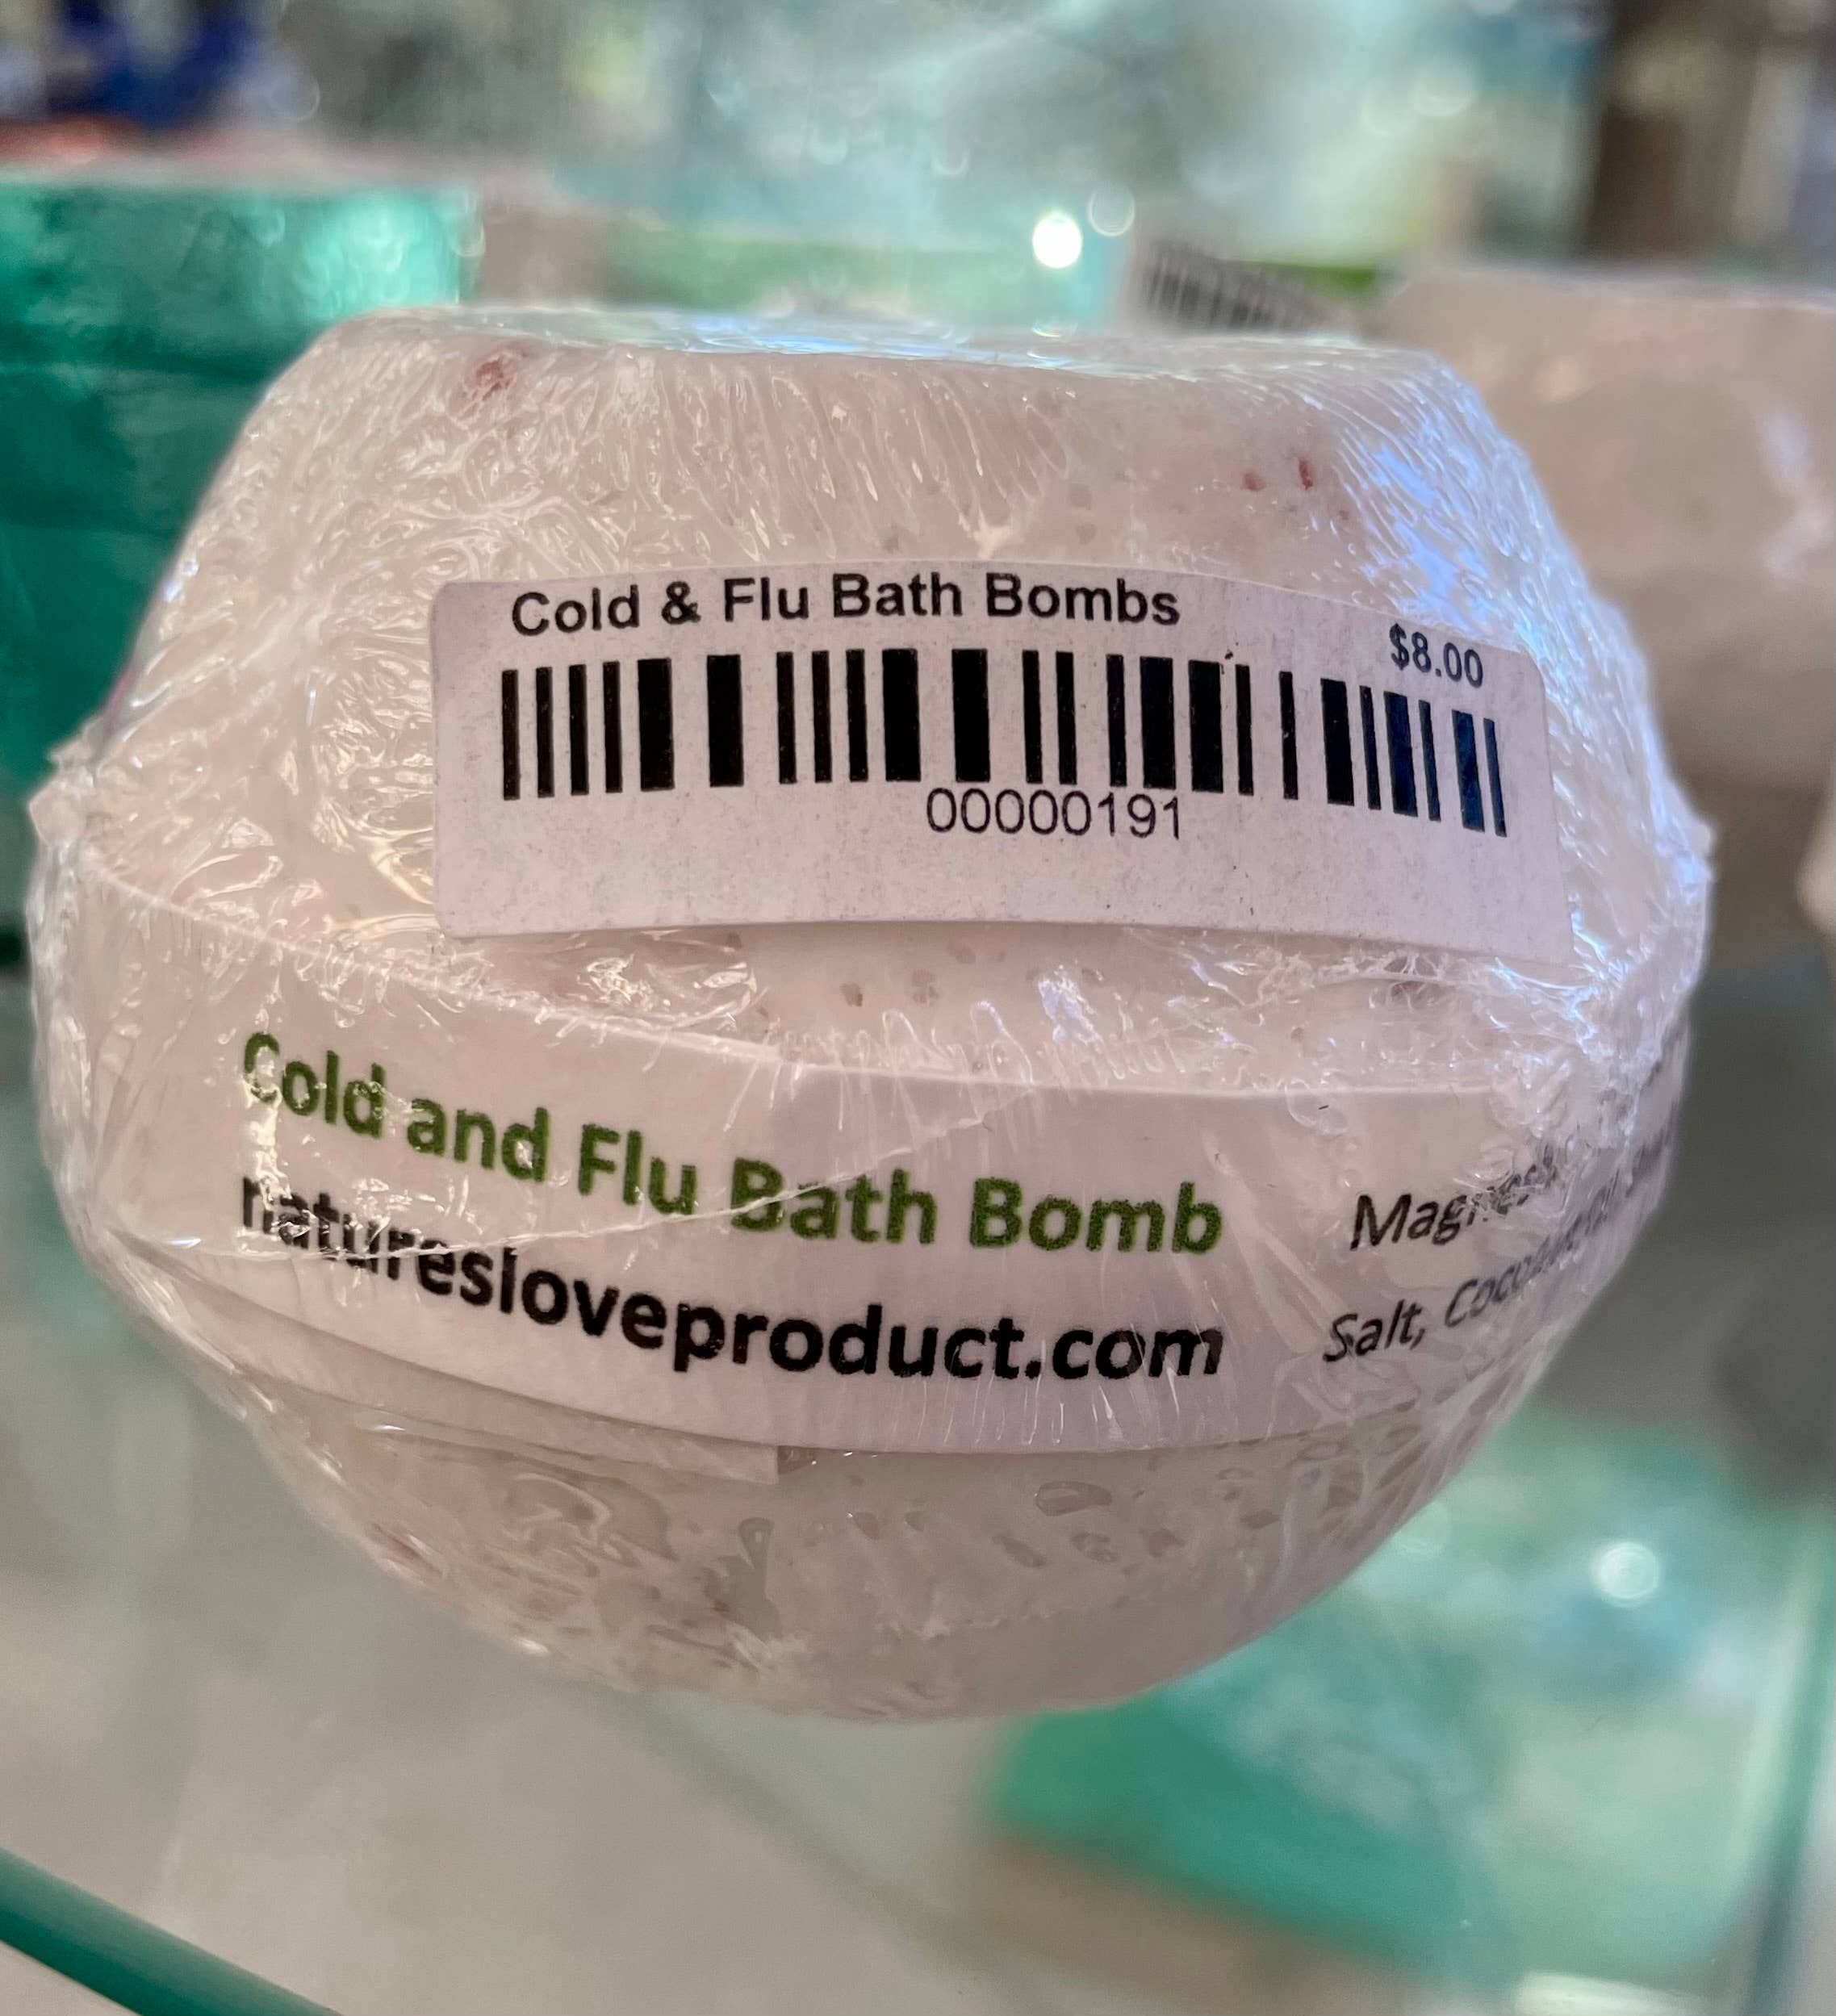 Cold & Flu Bath Bombs
$8.00
00000191
Cold and Flu Bath Bomb
naturesloveproduct.com
Salt,